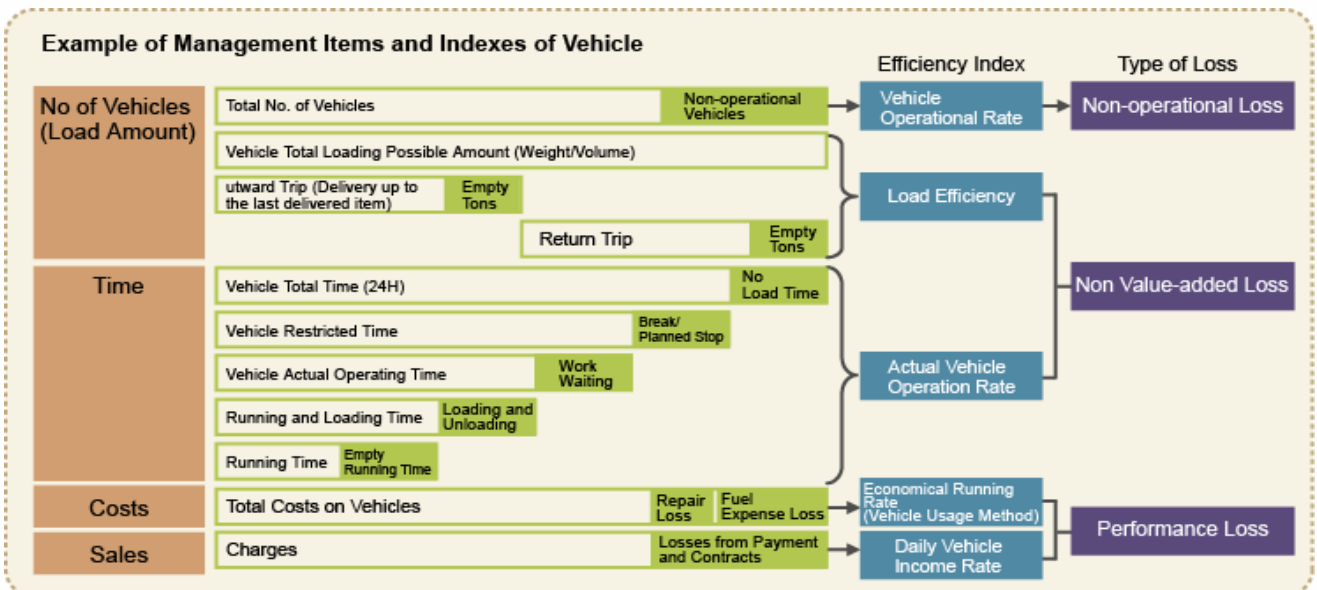 Example of Management Items and Indexes of Vehicle
Efficiency Index
Type of Loss
No of Vehicles
(Load Amount)
Total No. of Vehicles
Non-operational
Vehicles
Vehicle
Operational Rate
Non-operational Loss
Vehicle Total Loading Possible Amount (Weight/Volume)
utward Trip (Delivery up to
the last delivered item)
Empty
Tons
Load Efficiency
Return Trip
Empty
Tons
Time
Vehicle Total Time (24H)
No
Load Time
Non Value-added Loss
Vehicle Restricted Time
Break/
Planned Stop
Vehicle Actual Operating Time
Work
Waiting
Actual Vehicle
Operation Rate
Running and Loading Time
Loading and
Unloading
Running Time
Empty
Running Time
Costs
Total Costs on Vehicles
Repair
Loss
Fuel
Expense Loss
Economical Running
Rate
(Vehicle Usage Method)
Performance Loss
Sales
Charges
Losses from Payment
and Contracts
Daily Vehicle
Income Rate